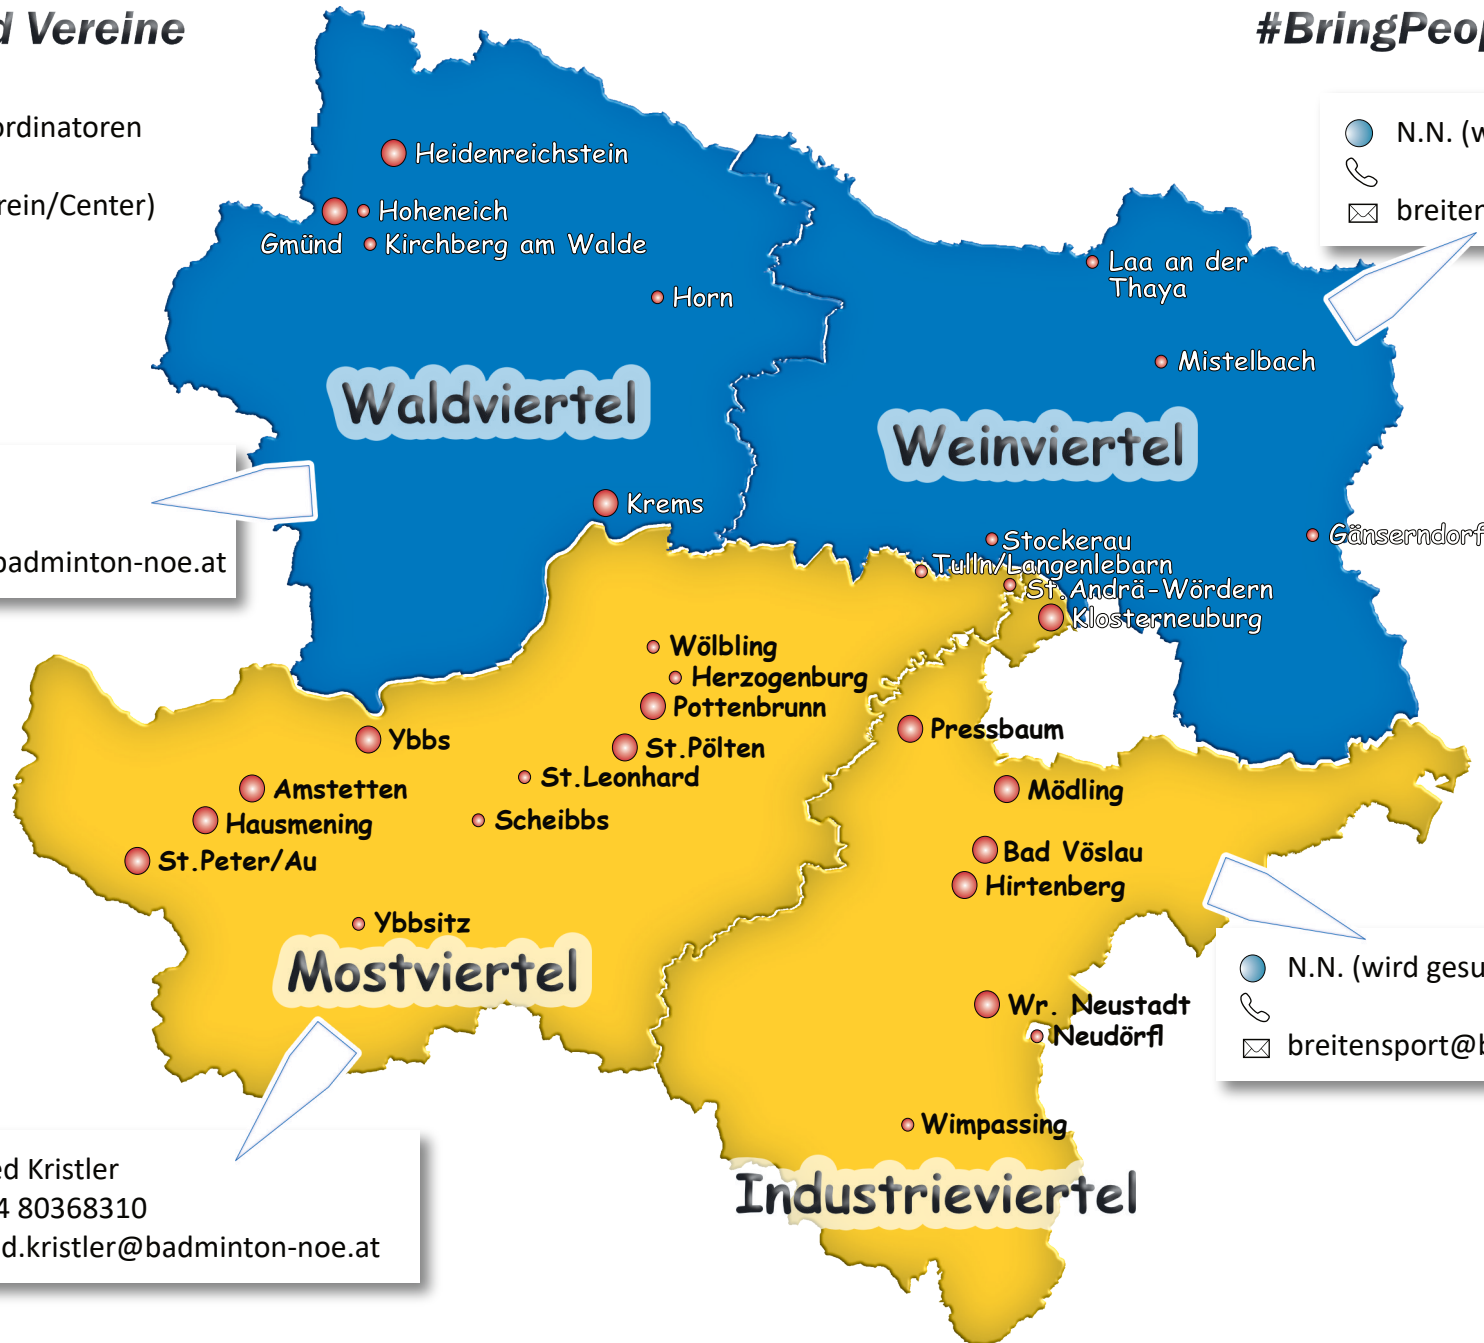 d Vereine
#BringPeop
ordinatoren
rein/Center)
N.N. (w
breiten
Heidenreichstein
Hoheneich
Gmünd
Kirchberg am Walde
Horn
Laa an der
Thaya
Mistelbach
Waldviertel
Weinviertel
Krems
badminton-noe.at
Stockerau
Gänserndorf
Tulln/Langenlebarn
St.Andrä-Wördern
Klosterneuburg
Wölbling
Herzogenburg
Pottenbrunn
Pressbaum
Ybbs
St.Pölten
St.Leonhard
Amstetten
Mödling
Hausmening
Scheibbs
St.Peter/Au
Bad Vöslau
Hirtenberg
Ybbsitz
Mostviertel
N.N. (wird gesu
breitensport@b
Wr. Neustadt
Neudörfl
Wimpassing
Industrieviertel
ed Kristler
4 80368310
d.kristler@badminton-noe.at